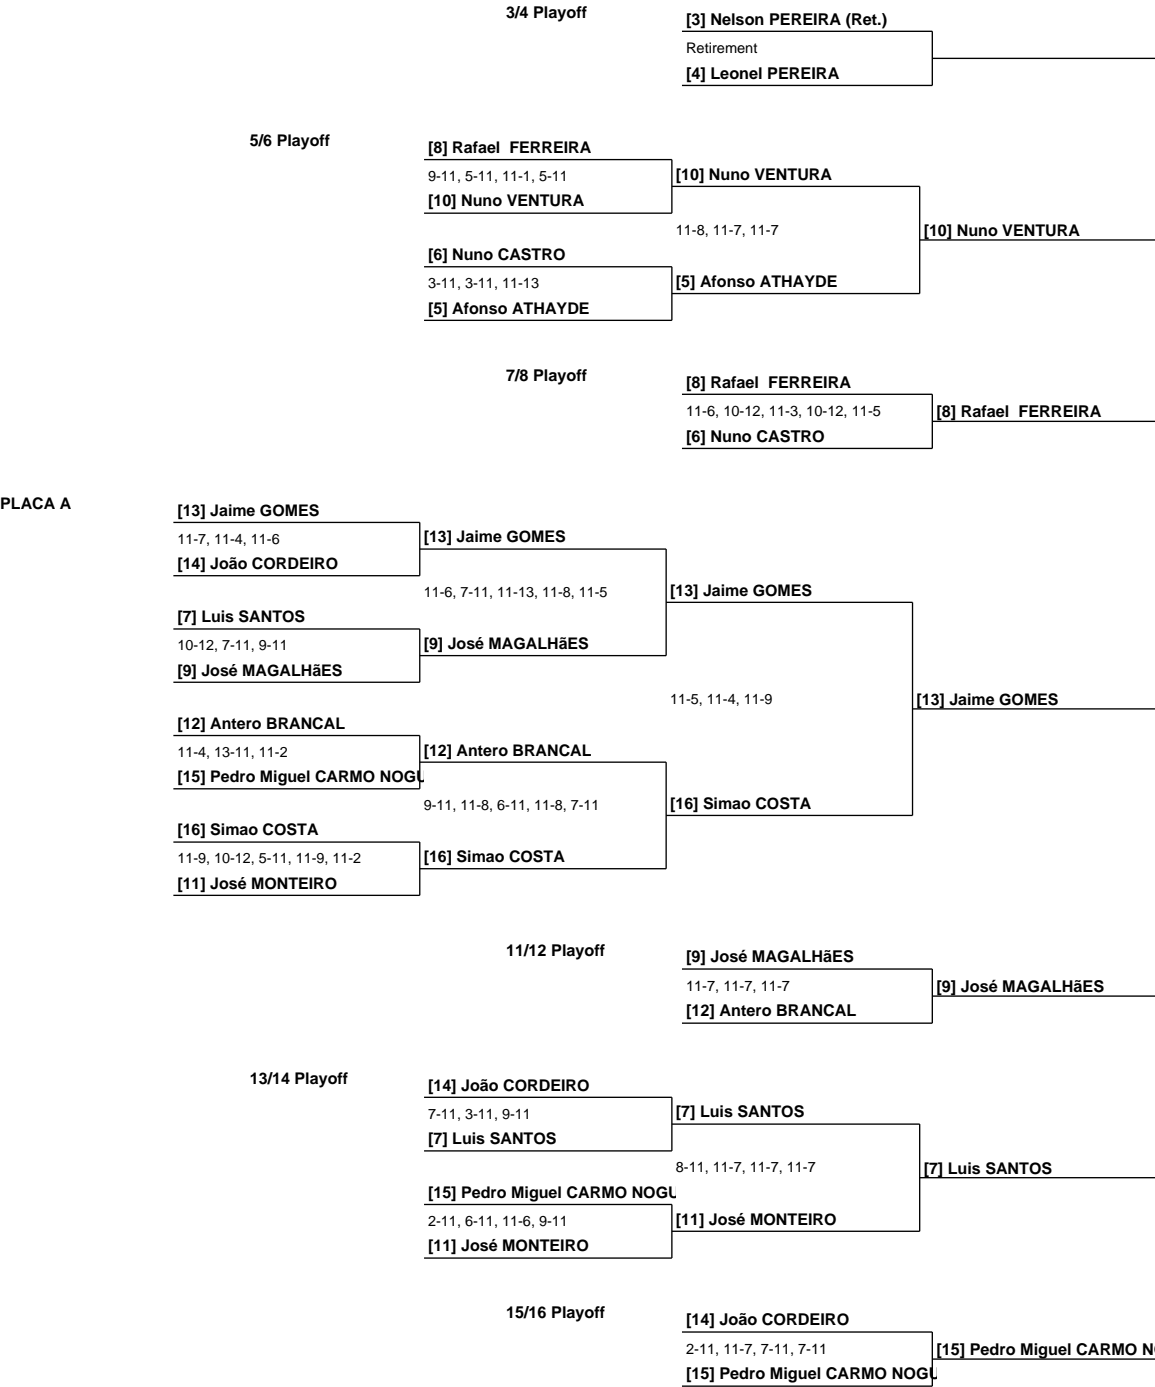 3/4 Playoff
[3] Nelson PEREIRA (Ret.)
Retirement
[4] Leonel PEREIRA
5/6 Playoff
[8] Rafael  FERREIRA
9-11, 5-11, 11-1, 5-11
[10] Nuno VENTURA
[10] Nuno VENTURA
11-8, 11-7, 11-7
[10] Nuno VENTURA
[6] Nuno CASTRO
3-11, 3-11, 11-13
[5] Afonso ATHAYDE
[5] Afonso ATHAYDE
7/8 Playoff
[8] Rafael  FERREIRA
11-6, 10-12, 11-3, 10-12, 11-5
[8] Rafael  FERREIRA
[6] Nuno CASTRO
PLACA A
[13] Jaime GOMES
11-7, 11-4, 11-6
[13] Jaime GOMES
[14] João CORDEIRO
11-6, 7-11, 11-13, 11-8, 11-5
[13] Jaime GOMES
[7] Luis SANTOS
10-12, 7-11, 9-11
[9] José MAGALHãES
[9] José MAGALHãES
11-5, 11-4, 11-9
[13] Jaime GOMES
[12] Antero BRANCAL
11-4, 13-11, 11-2
[12] Antero BRANCAL
[15] Pedro Miguel CARMO NOGU
9-11, 11-8, 6-11, 11-8, 7-11
[16] Simao COSTA
[16] Simao COSTA
11-9, 10-12, 5-11, 11-9, 11-2
[16] Simao COSTA
[11] José MONTEIRO
11/12 Playoff
[9] José MAGALHãES
11-7, 11-7, 11-7
[9] José MAGALHãES
[12] Antero BRANCAL
13/14 Playoff
[14] João CORDEIRO
7-11, 3-11, 9-11
[7] Luis SANTOS
[7] Luis SANTOS
8-11, 11-7, 11-7, 11-7
[7] Luis SANTOS
[15] Pedro Miguel CARMO NOGU
2-11, 6-11, 11-6, 9-11
[11] José MONTEIRO
[11] José MONTEIRO
15/16 Playoff
[14] João CORDEIRO
2-11, 11-7, 7-11, 7-11
[15] Pedro Miguel CARMO N
[15] Pedro Miguel CARMO NOGU